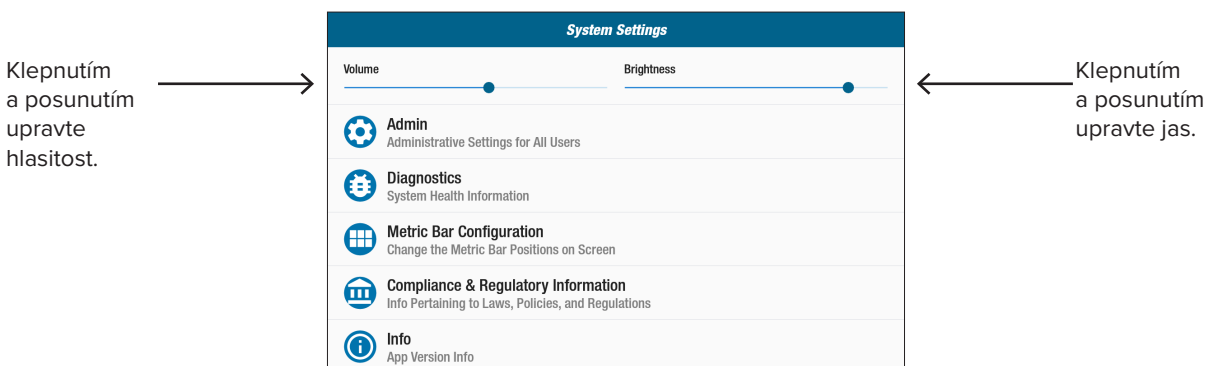 System Settings
Klepnutím
a posunutím
upravte
hlasitost.
Volume
Brightness
Klepnutím
a posunutím
upravte jas.
Admin
Administrative Settings for All Users
Diagnostics
System Health Information
Metric Bar Configuration
Change the Metric Bar Positions on Screen
Compliance & Regulatory Information
Info Pertaining to Laws, Policies, and Regulations
Info
App Version Info